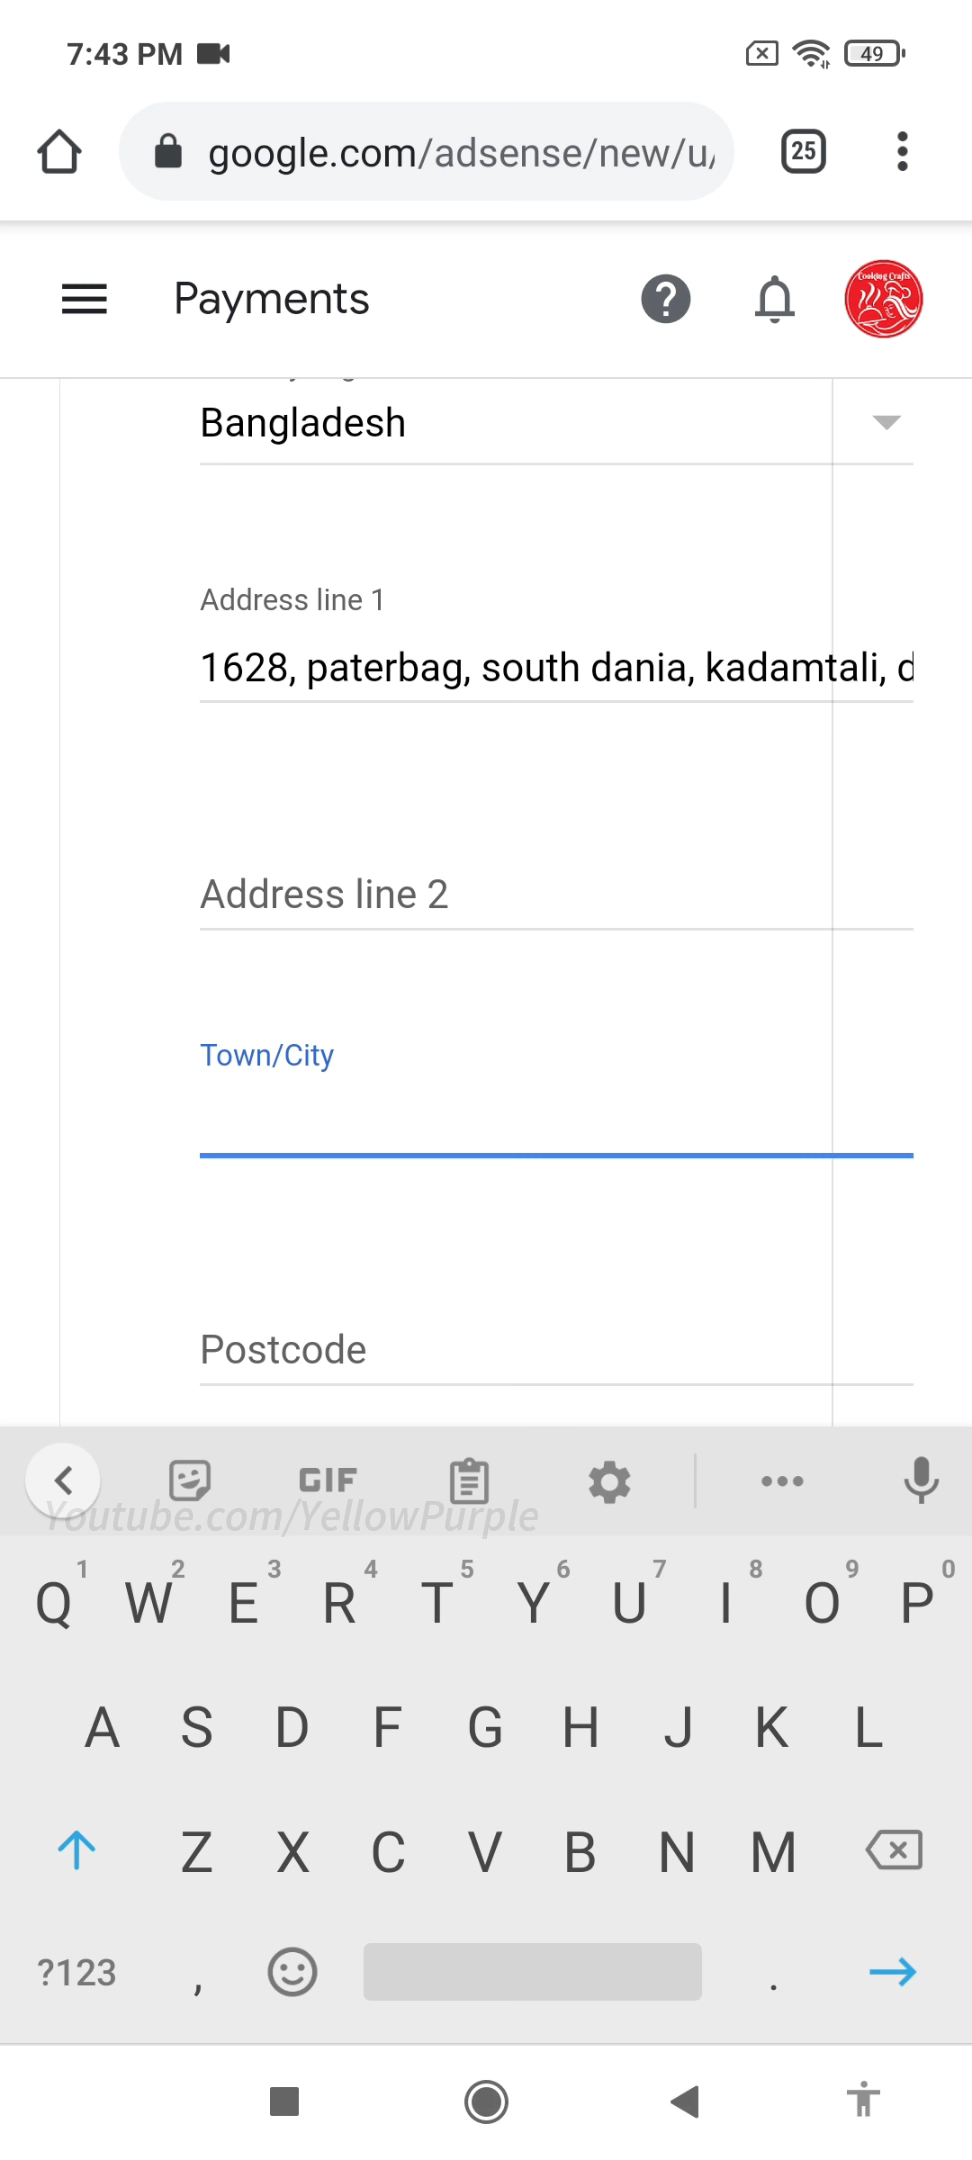 7:43 PM
49
google.com/adsense/new/u/
25
Payments
Cooking Crafts
Bangladesh
Address line 1
1628, paterbag, south dania, kadamtali, d
Address line 2
Town/City
Postcode
GIF
Youtube.com/YellowPurple
1 2 3 4 5 6 7 8 9 0
Q W E R T Y U I O P
A S D F G H J K L
Z X C V B N M
?123 , .